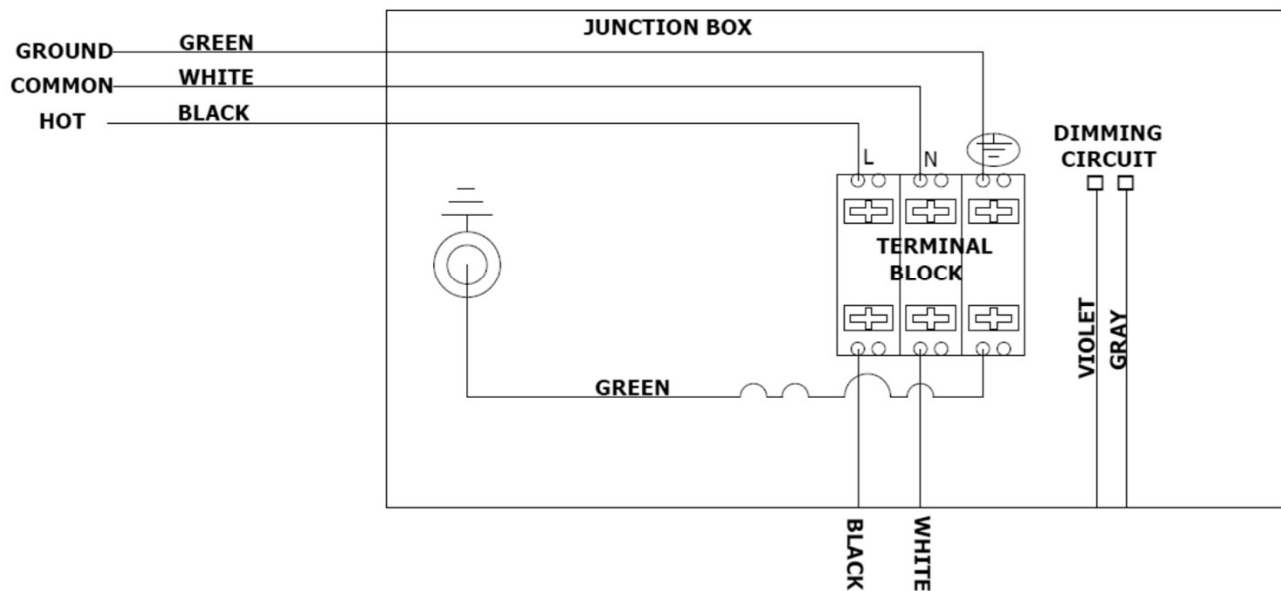 JUNCTION BOX
GROUND
GREEN
COMMON
WHITE
HOT
BLACK
L
N
DIMMING
CIRCUIT
TERMINAL
BLOCK
VIOLET
GRAY
GREEN
BLACK
WHITE